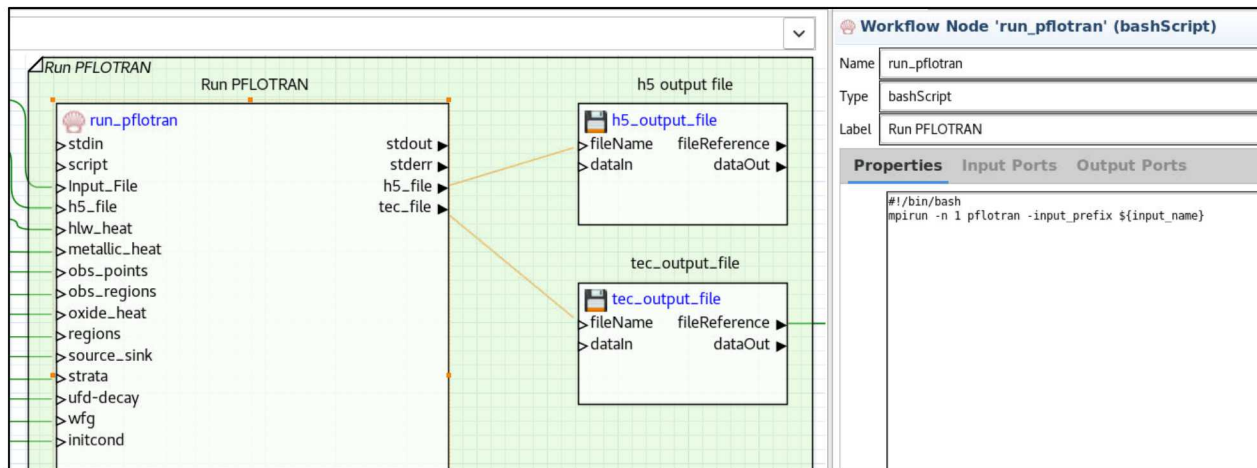 Run PFLOTRAN
Run PFLOTRAN
run_pflotran
stdin
script
Input_File
h5_file
hlw_heat
metallic_heat
obs_points
obs_regions
oxide_heat
regions
source_sink
strata
ufd-decay
wfg
initcond
stdout
stderr
h5_file
tec_file
h5 output file
h5_output_file
fileName fileReference
dataIn dataOut
tec_output_file
tec_output_file
fileName fileReference
dataIn dataOut
Workflow Node 'run_pflotran' (bashScript)
Name run_pflotran
Type bashScript
Label Run PFLOTRAN
Properties Input Ports Output Ports
#!/bin/bash
mpirun -n 1 pflotran -input_prefix ${input_name}